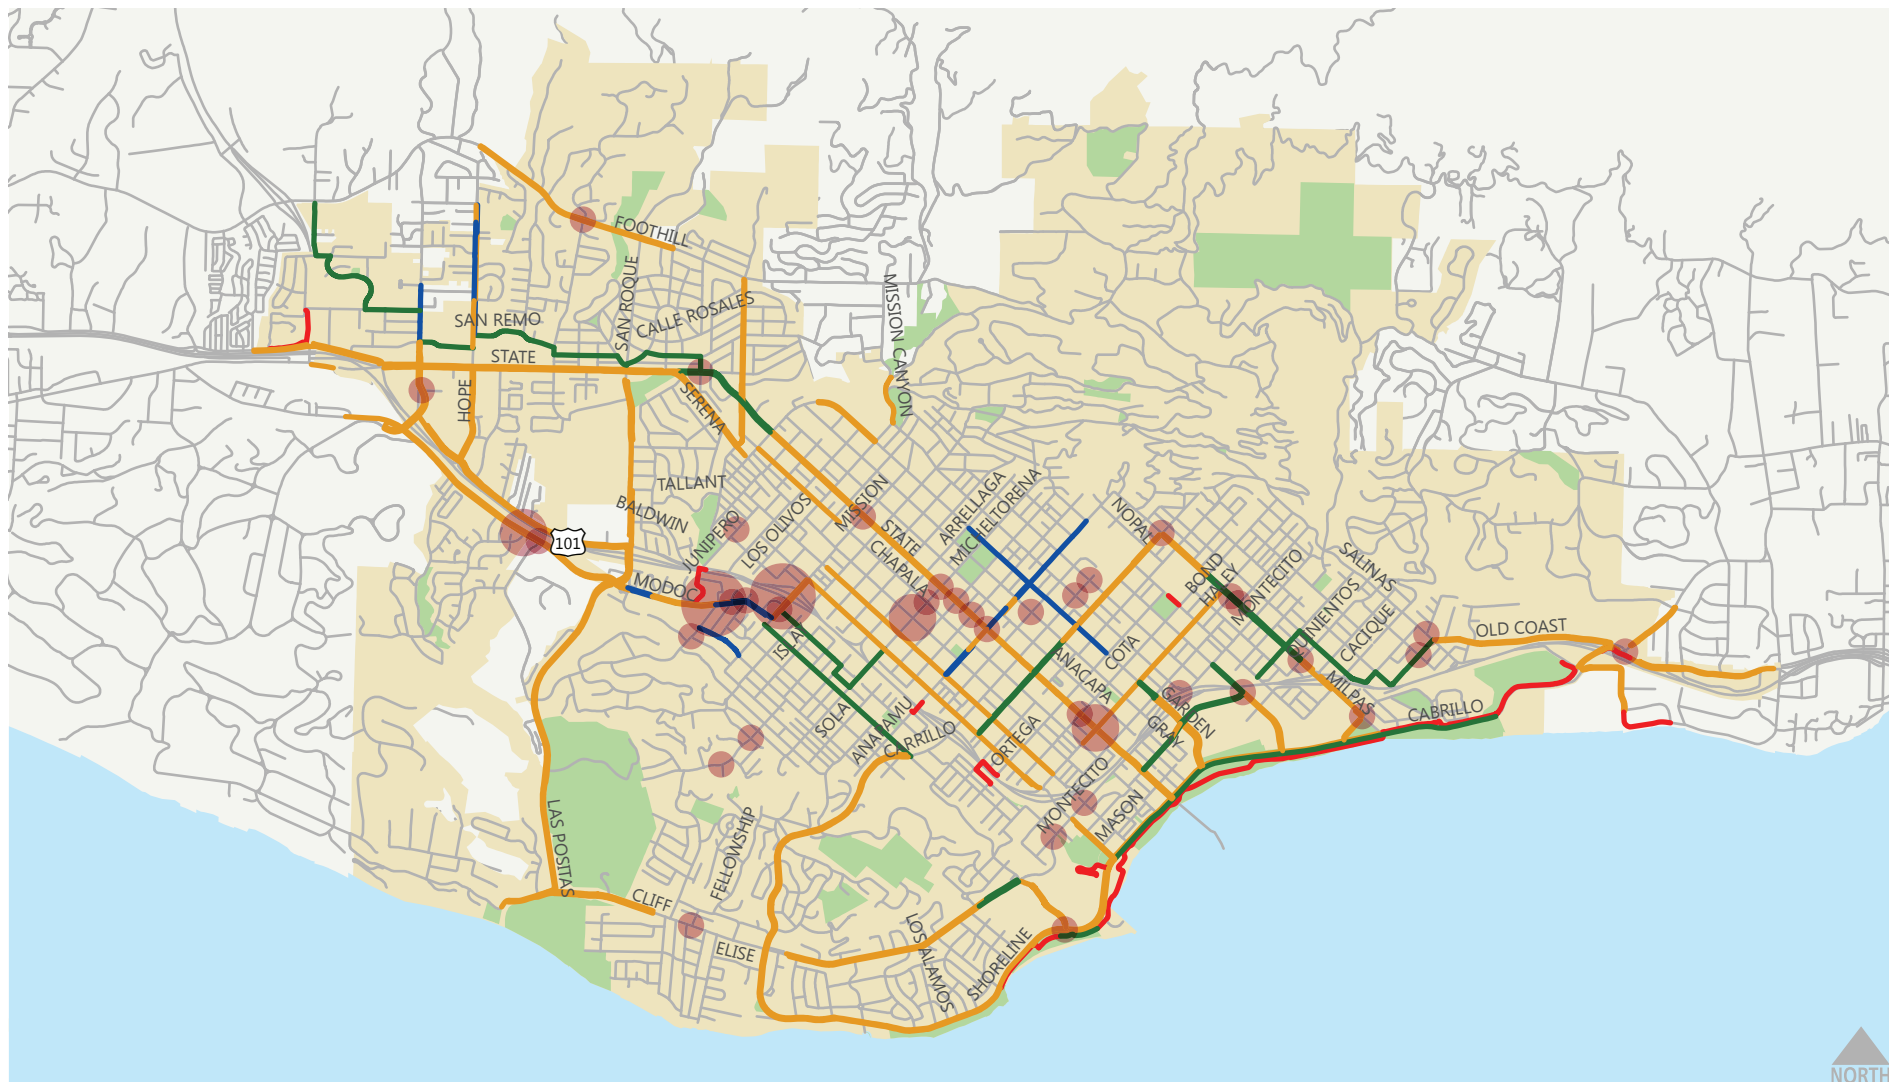 FOOTHILL
SAN ROQUE
MISSION CANYON
CALLE ROSALES
SAN REMO
STATE
HOPE
SERENA
TALLANT
BALDWIN
MISSION
ARRELLAGA
MICHELTORENA
NOPAL
JUNIPERO
LOS OLIVOS
STATE
CHAPALA
101
BOND
HALEY
MONTECITO
SALINAS
MODOC
QUINIENTOS
CACIQUE
OLD COAST
ISLA
COTA
ANACAPA
MILPAS
SOLA
ANAPAMU
CARRILLO
GARDEN
GRAY
CABRILLO
ORTEGA
MONTECITO
MASON
LAS POSITAS
FELLOWSHIP
CLIFF
ELISE
LOS ALAMOS
SHORELINE
NORTH